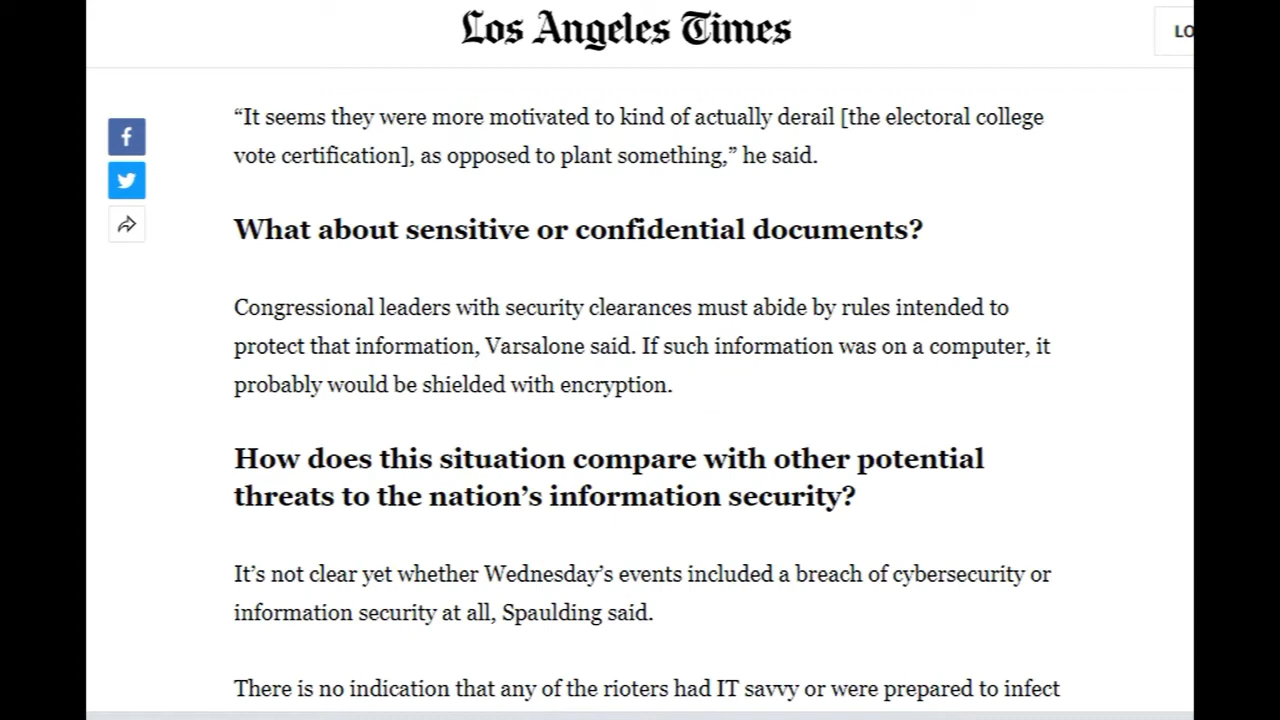 Los Angeles Times
LO
“It seems they were more motivated to kind of actually derail [the electoral college
vote certification], as opposed to plant something,” he said.
What about sensitive or confidential documents?
Congressional leaders with security clearances must abide by rules intended to
protect that information, Varsalone said. If such information was on a computer, it
probably would be shielded with encryption.
How does this situation compare with other potential
threats to the nation’s information security?
It’s not clear yet whether Wednesday’s events included a breach of cybersecurity or
information security at all, Spaulding said.
There is no indication that any of the rioters had IT savvy or were prepared to infect